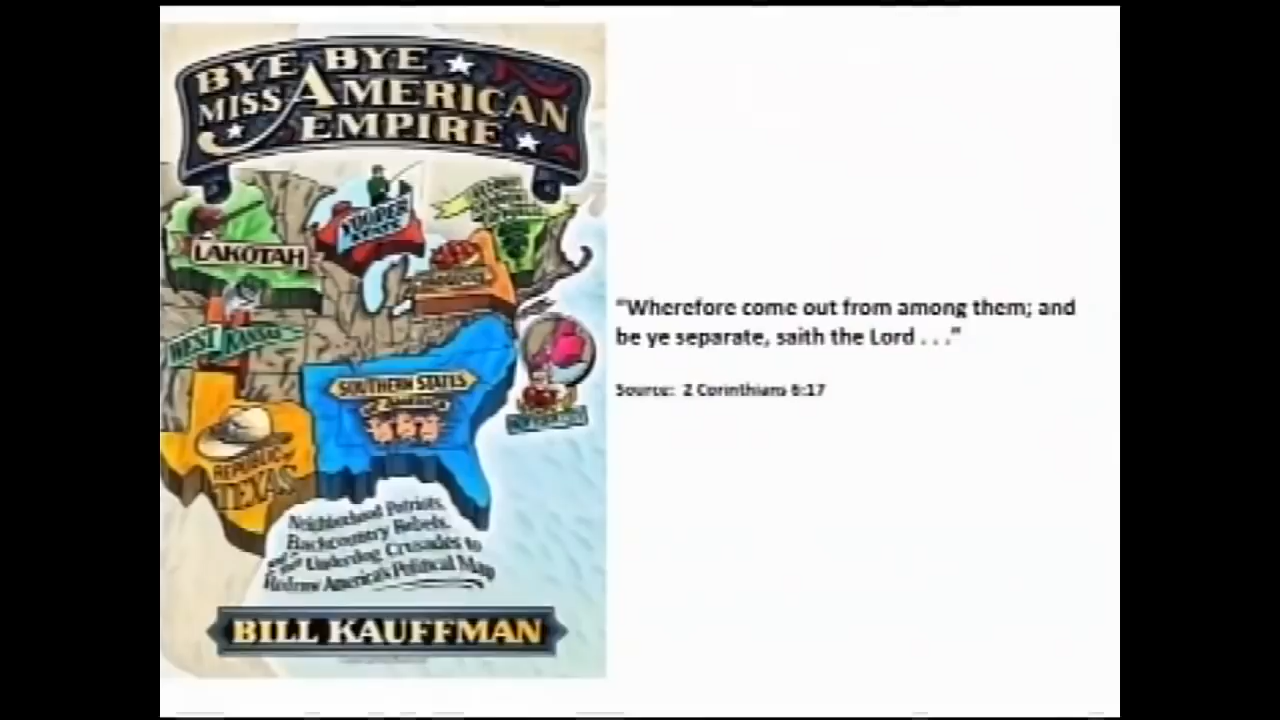 BYE BYE
MISS AMERICAN
EMPIRE
LAKOTAH
YOOPER
STATE
WEST KANSAS
SOUTHERN STATES
REPUBLIC OF
TEXAS
Neighborhood Patriots,
Backcountry Rebels,
and their Underdog Crusades to
Redraw America's Political Map
BILL KAUFFMAN
“Wherefore come out from among them; and
be ye separate, saith the Lord . . .”
Source: 2 Corinthians 6:17